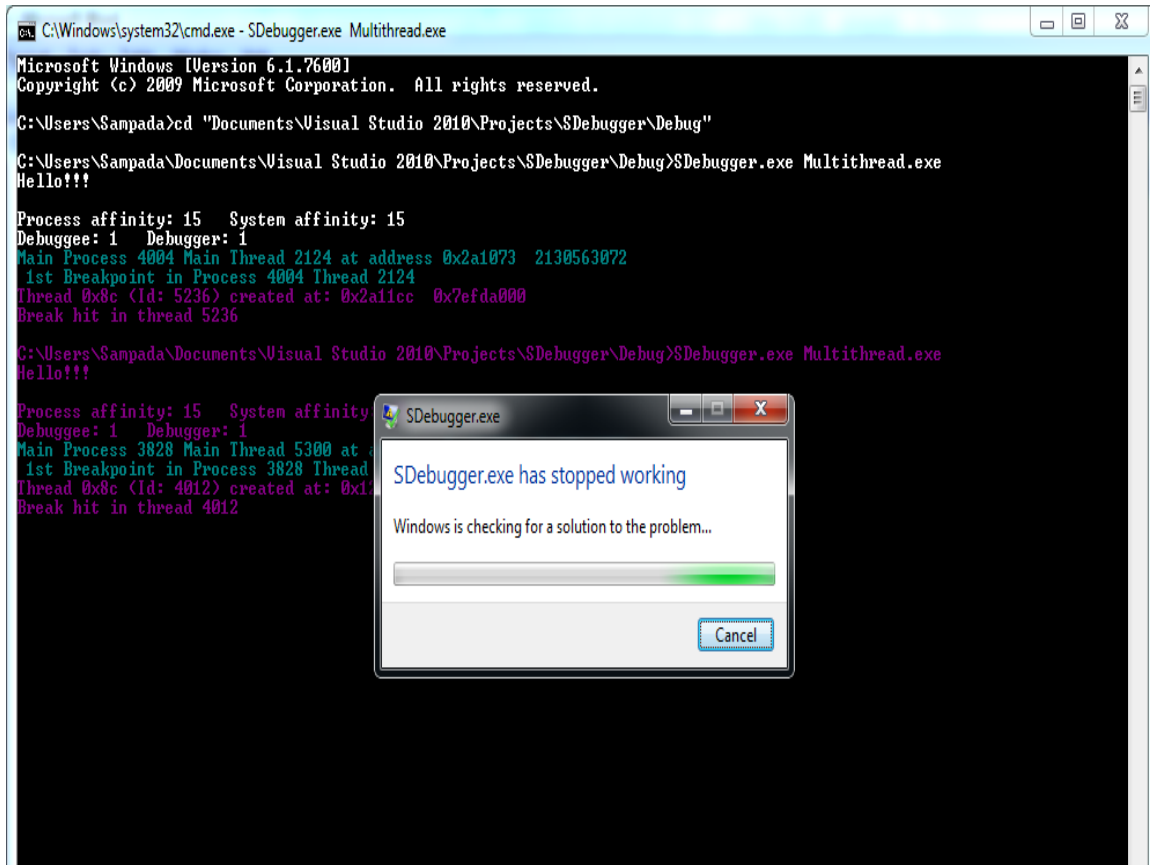 C:\Windows\system32\cmd.exe - SDebugger.exe Multithread.exe
Microsoft Windows [Version 6.1.7600]
Copyright (c) 2009 Microsoft Corporation.  All rights reserved.
C:\Users\Sampada>cd "Documents\Visual Studio 2010\Projects\SDebugger\Debug"
C:\Users\Sampada\Documents\Visual Studio 2010\Projects\SDebugger\Debug>SDebugger.exe Multithread.exe
Hello!!!
Process affinity: 15   System affinity: 15
Debuggee: 1   Debugger: 1
Main Process 4004 Main Thread 2124 at address 0x2a1073  2130563072
1st Breakpoint in Process 4004 Thread 2124
Thread 0x8c (Id: 5236) created at: 0x2a11cc  0x7efda000
Break hit in thread 5236
C:\Users\Sampada\Documents\Visual Studio 2010\Projects\SDebugger\Debug>SDebugger.exe Multithread.exe
Hello!!!
Process affinity: 15   System affinity
Debuggee: 1   Debugger: 1
Main Process 3828 Main Thread 5300 at
1st Breakpoint in Process 3828 Thread
Thread 0x8c (Id: 4012) created at:
Break hit in thread 4012
SDebugger.exe
SDebugger.exe has stopped working
Windows is checking for a solution to the problem...
Cancel